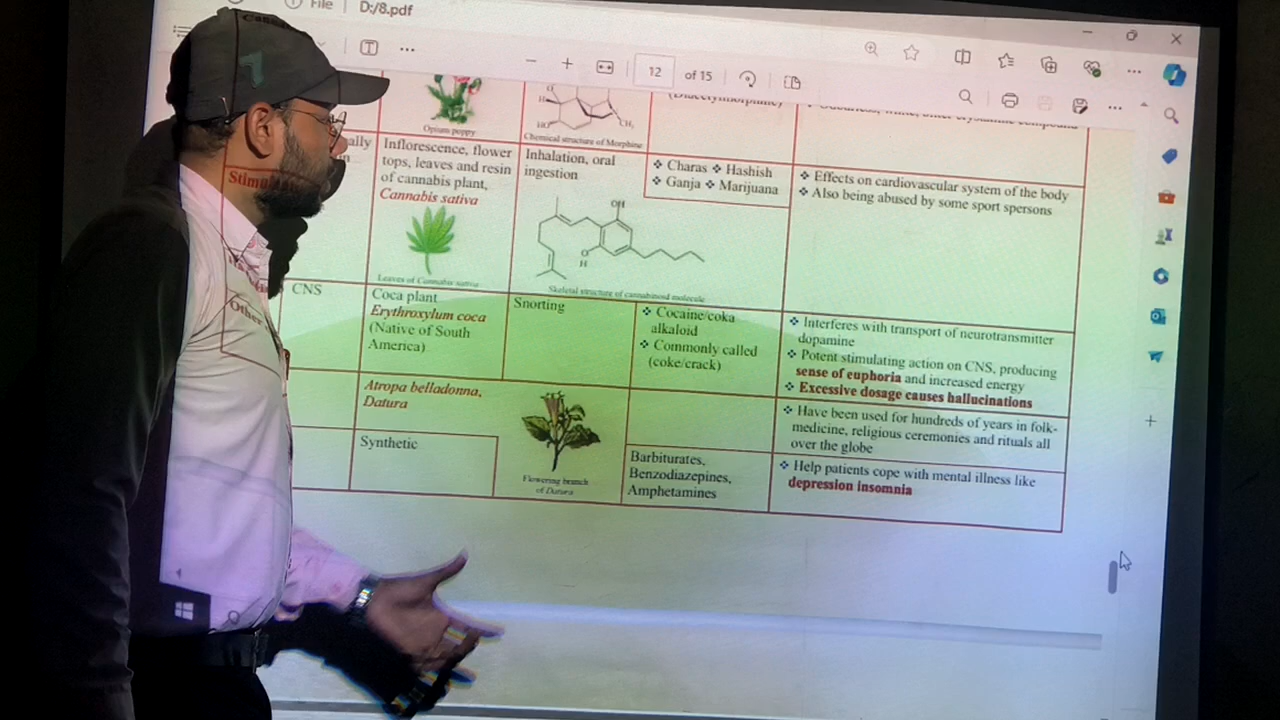 File | D:/8.pdf
12 of 15
Opium poppy
Chemical structure of Morphine
Inflorescence, flower
tops, leaves and resin
of cannabis plant,
Cannabis sativa
Leaves of Cannabis sativa
Inhalation, oral
ingestion
OH
O
H
Skeletal structure of cannabinoid molecule
❖ Charas ❖ Hashish
❖ Ganja ❖ Marijuana
❖ Effects on cardiovascular system of the body
❖ Also being abused by some sport spersons
CNS
Coca plant
Erythroxylum coca
(Native of South
America)
Snorting
❖ Cocaine/coka
alkaloid
❖ Commonly called
(coke/crack)
❖ Interferes with transport of neurotransmitter
dopamine
❖ Potent stimulating action on CNS, producing
sense of euphoria and increased energy
❖ Excessive dosage causes hallucinations
Atropa belladonna,
Datura
Flowering branch
of Datura
❖ Have been used for hundreds of years in folk-
medicine, religious ceremonies and rituals all
over the globe
Synthetic
Barbiturates,
Benzodiazepines,
Amphetamines
❖ Help patients cope with mental illness like
depression insomnia